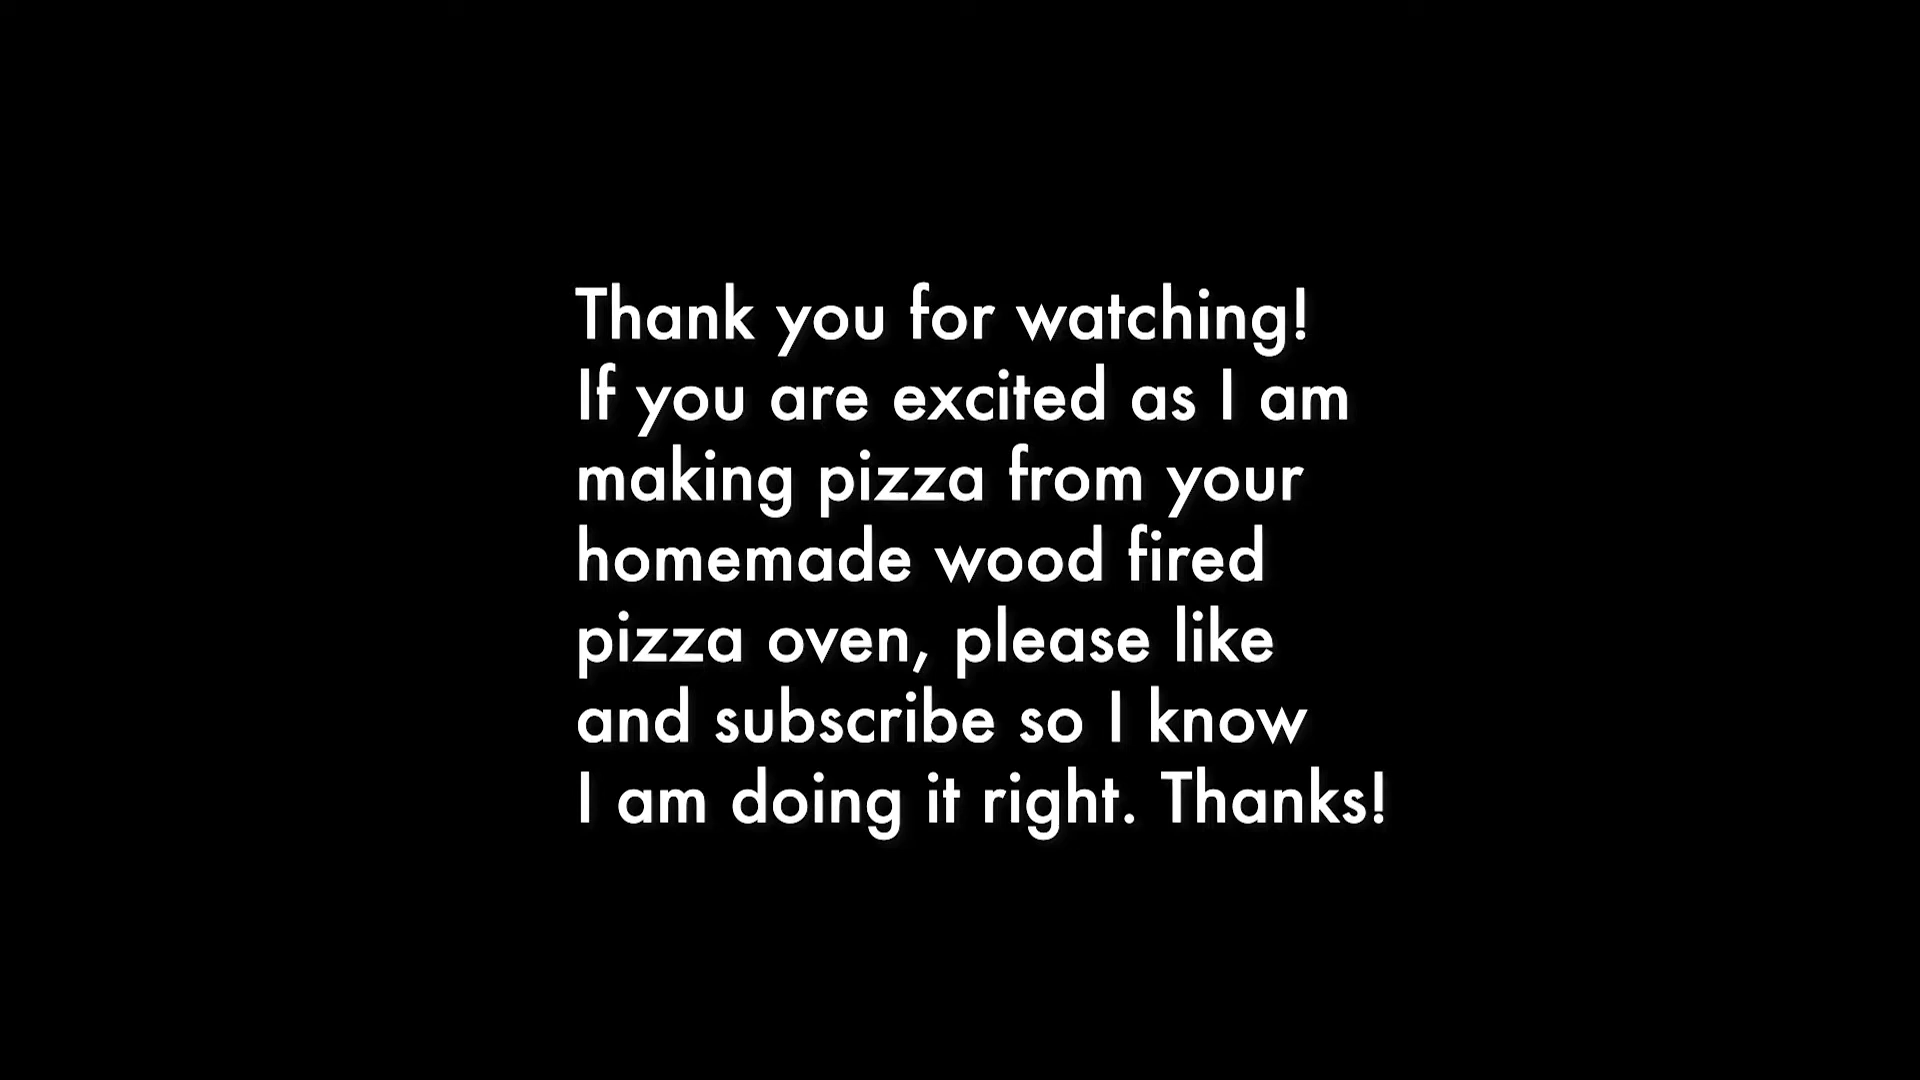 Thank you for watching!
If you are excited as I am
making pizza from your
homemade wood fired
pizza oven, please like
and subscribe so I know
I am doing it right. Thanks!